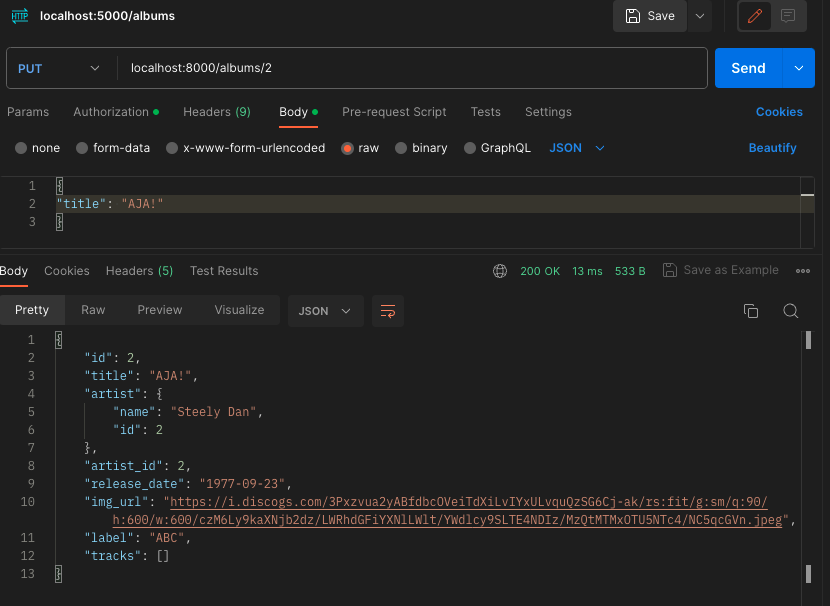 HTTP localhost:5000/albums Save
PUT localhost:8000/albums/2 Send
Params Authorization Headers (9) Body Pre-request Script Tests Settings Cookies
none form-data x-www-form-urlencoded raw binary GraphQL JSON Beautify
1 {
2 "title": "AJA!"
3 }
Body Cookies Headers (5) Test Results 200 OK 13 ms 533 B Save as Example
Pretty Raw Preview Visualize JSON
1 {
2 "id": 2,
3 "title": "AJA!",
4 "artist": {
5 "name": "Steely Dan",
6 "id": 2
7 },
8 "artist_id": 2,
9 "release_date": "1977-09-23",
10 "img_url": "https://i.discogs.com/3Pxzvua2yABfdbcOVeiTdXiLvIYxULvquQzSG6Cj-ak/rs:fit/g:sm/q:90/
h:600/w:600/czM6Ly9kaXNjb2dz/LWRhdGFiYXNlLWlt/YWdlcy9SLTE4NDIz/MzQtMTMxOTU5NTc4/NC5qcGVn.jpeg",
11 "label": "ABC",
12 "tracks": []
13 }